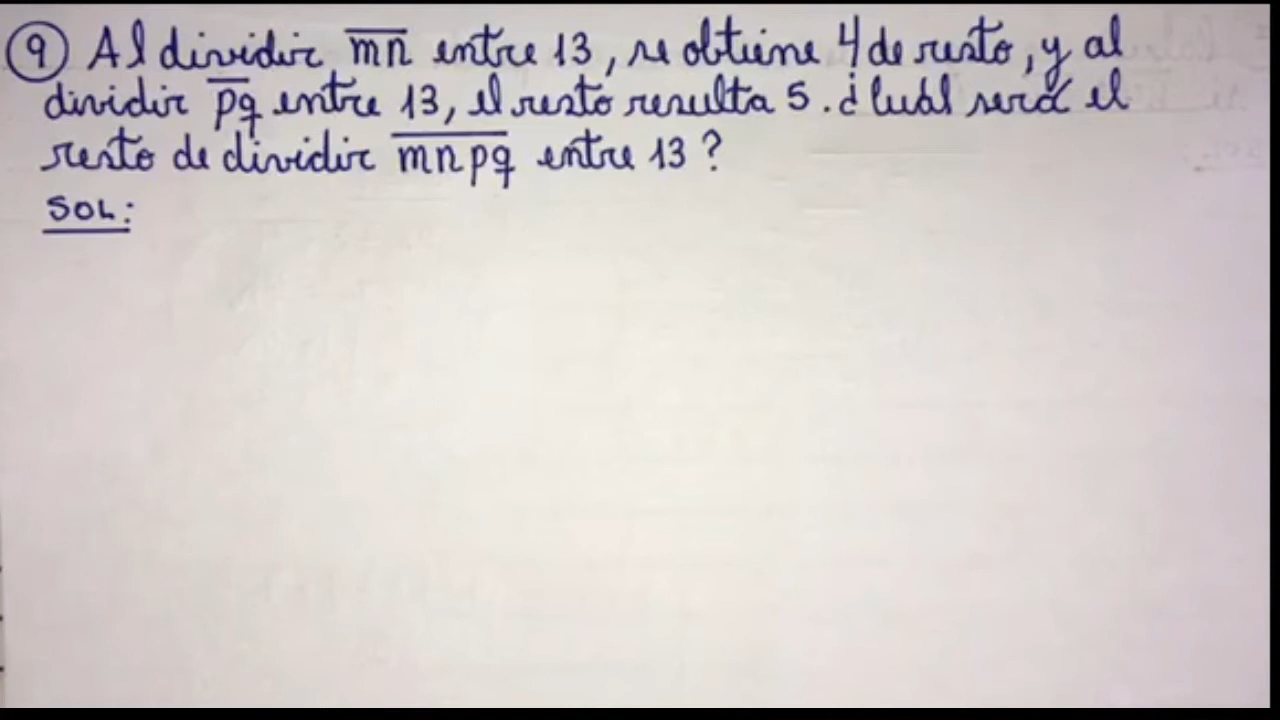 9 Al dividir mn entre 13, se obtiene 4 de resto, y al
dividir pq entre 13, el resto resulta 5. ¿Cuál será el
resto de dividir mnpq entre 13?
SOL: